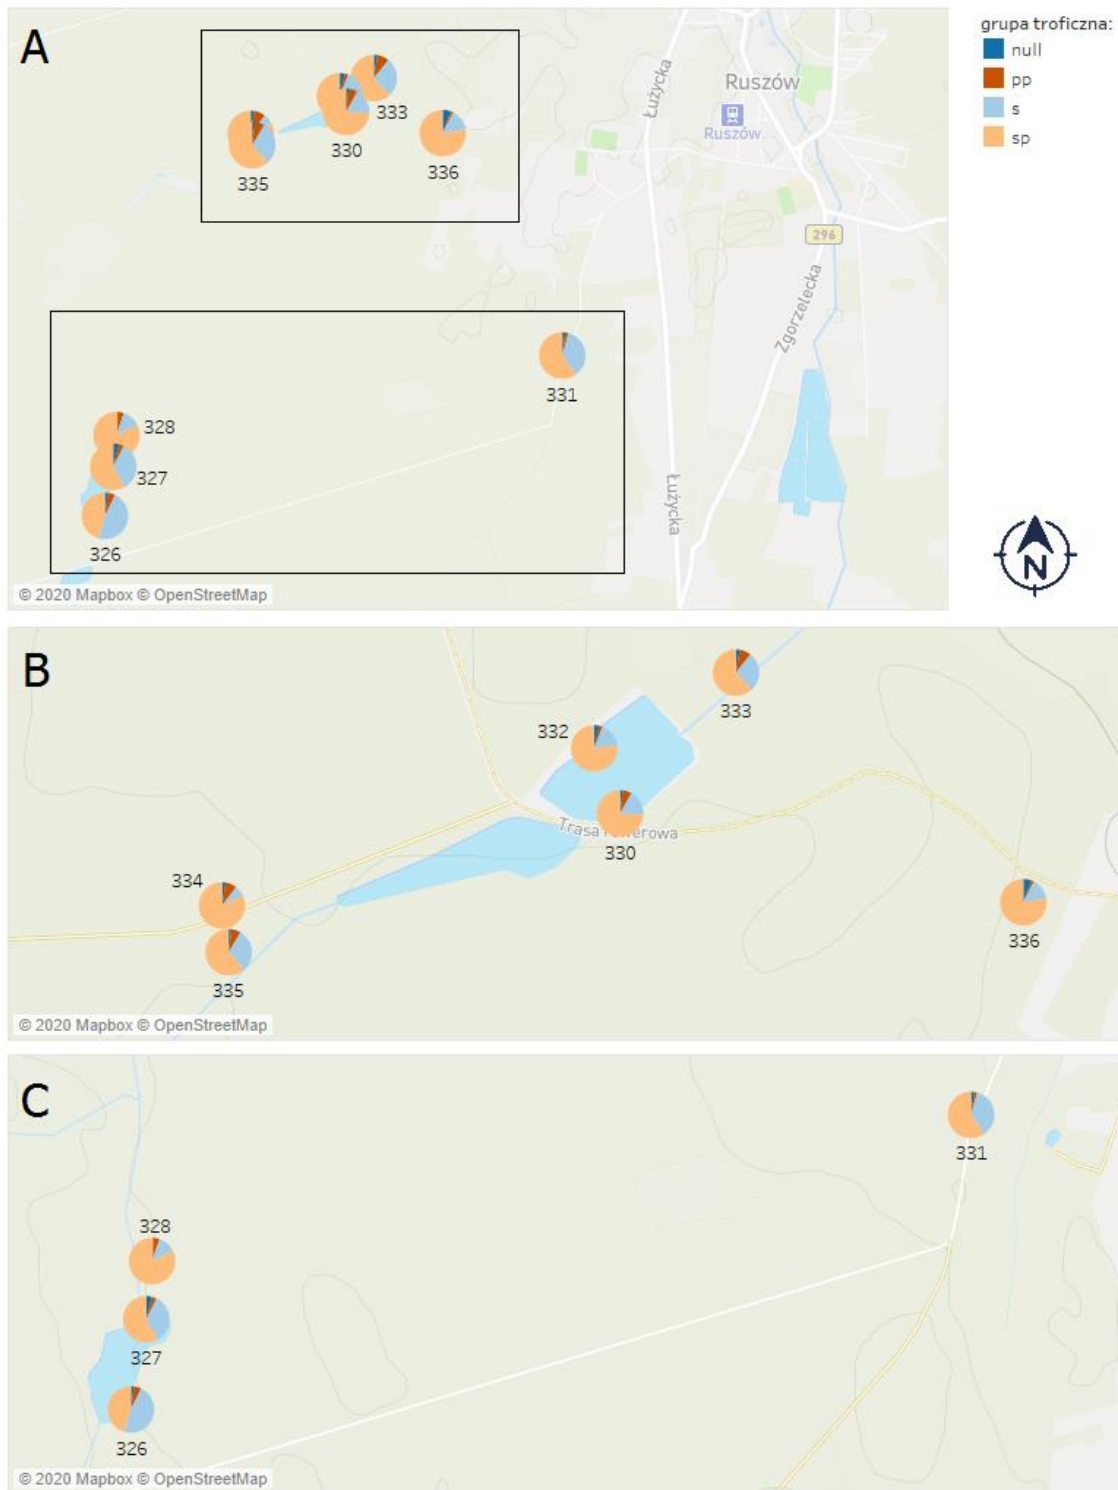 A
grupa troficzna:
null
pp
s
sp
Ruszów
Ruszów
Łużycka
333
330
336
335
296
Zgorzelecka
331
328
327
326
Łużycka
N
© 2020 Mapbox © OpenStreetMap
B
333
332
Trasa
330
334
336
335
© 2020 Mapbox © OpenStreetMap
C
331
328
327
326
© 2020 Mapbox © OpenStreetMap